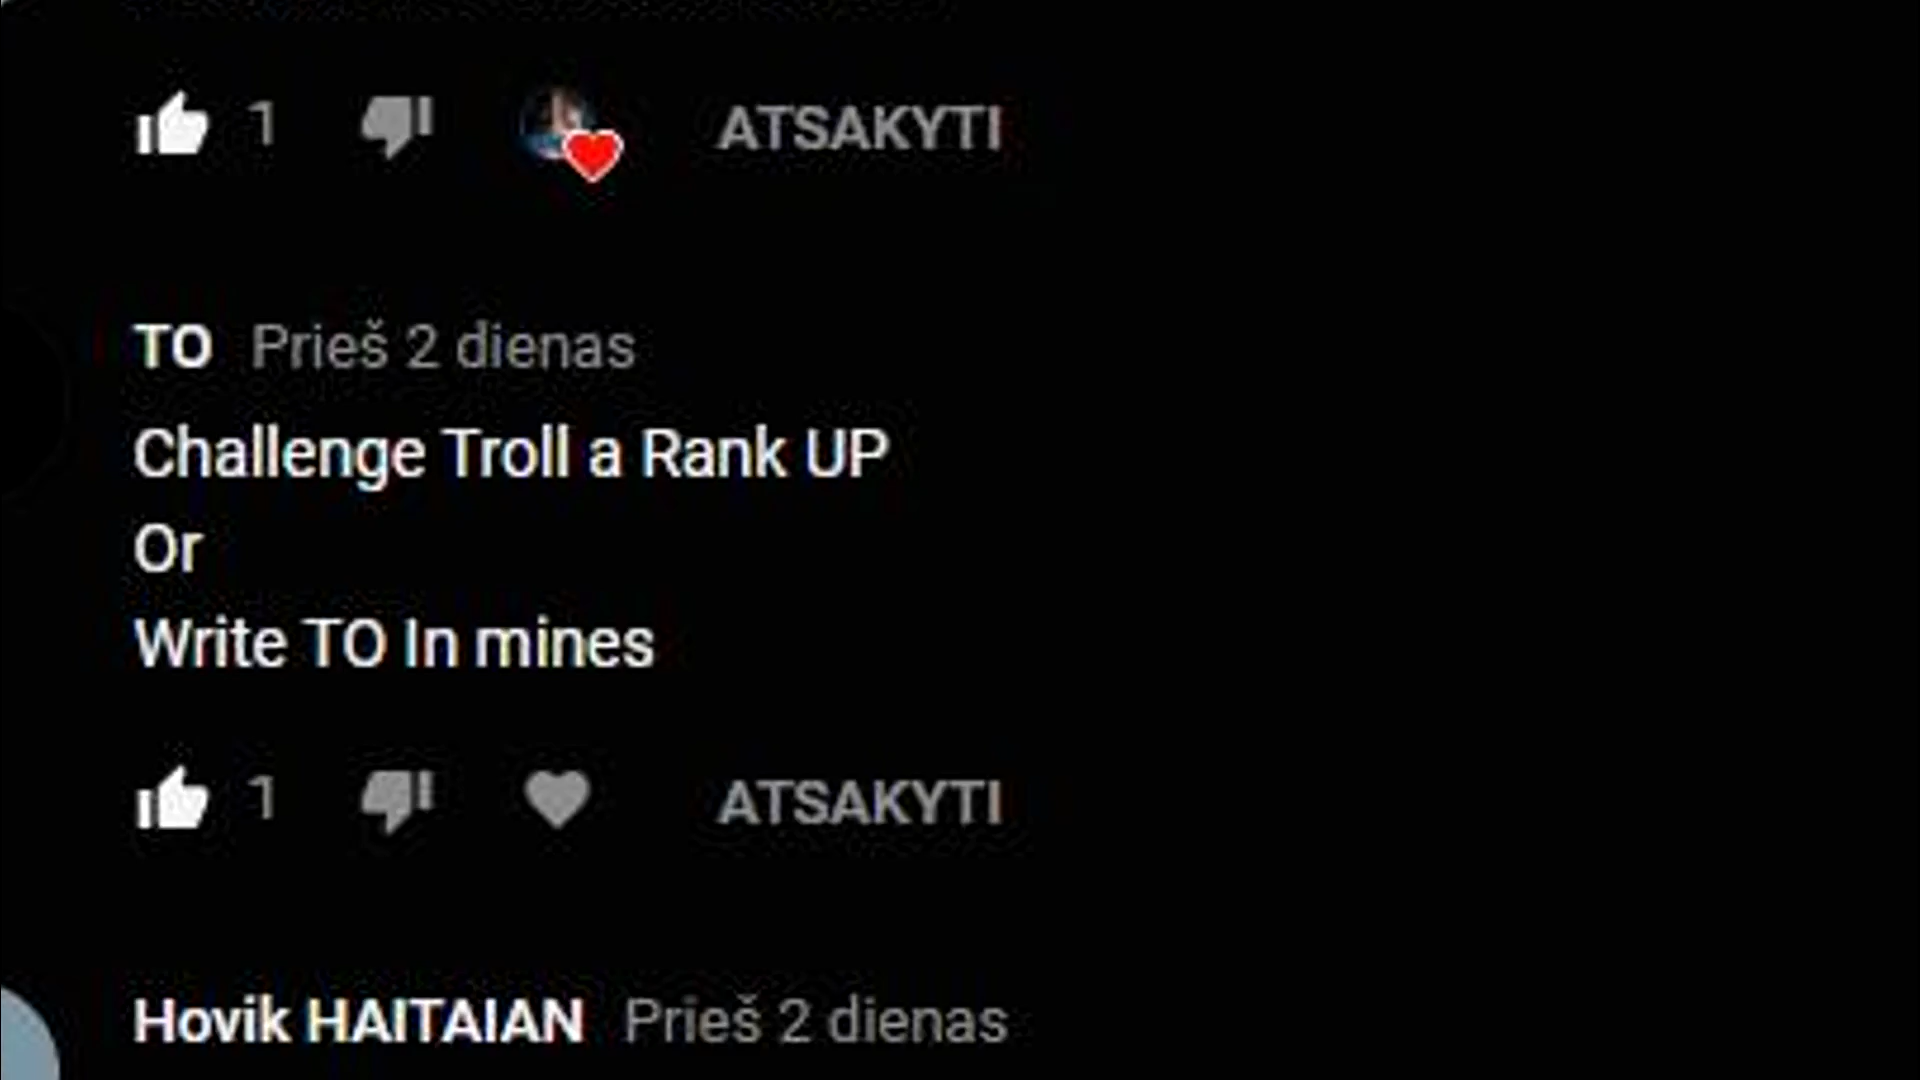 1 ATSAKYTI
TO Prieš 2 dienas
Challenge Troll a Rank UP
Or
Write TO In mines
1 ATSAKYTI
Hovik HAITAIAN Prieš 2 dienas